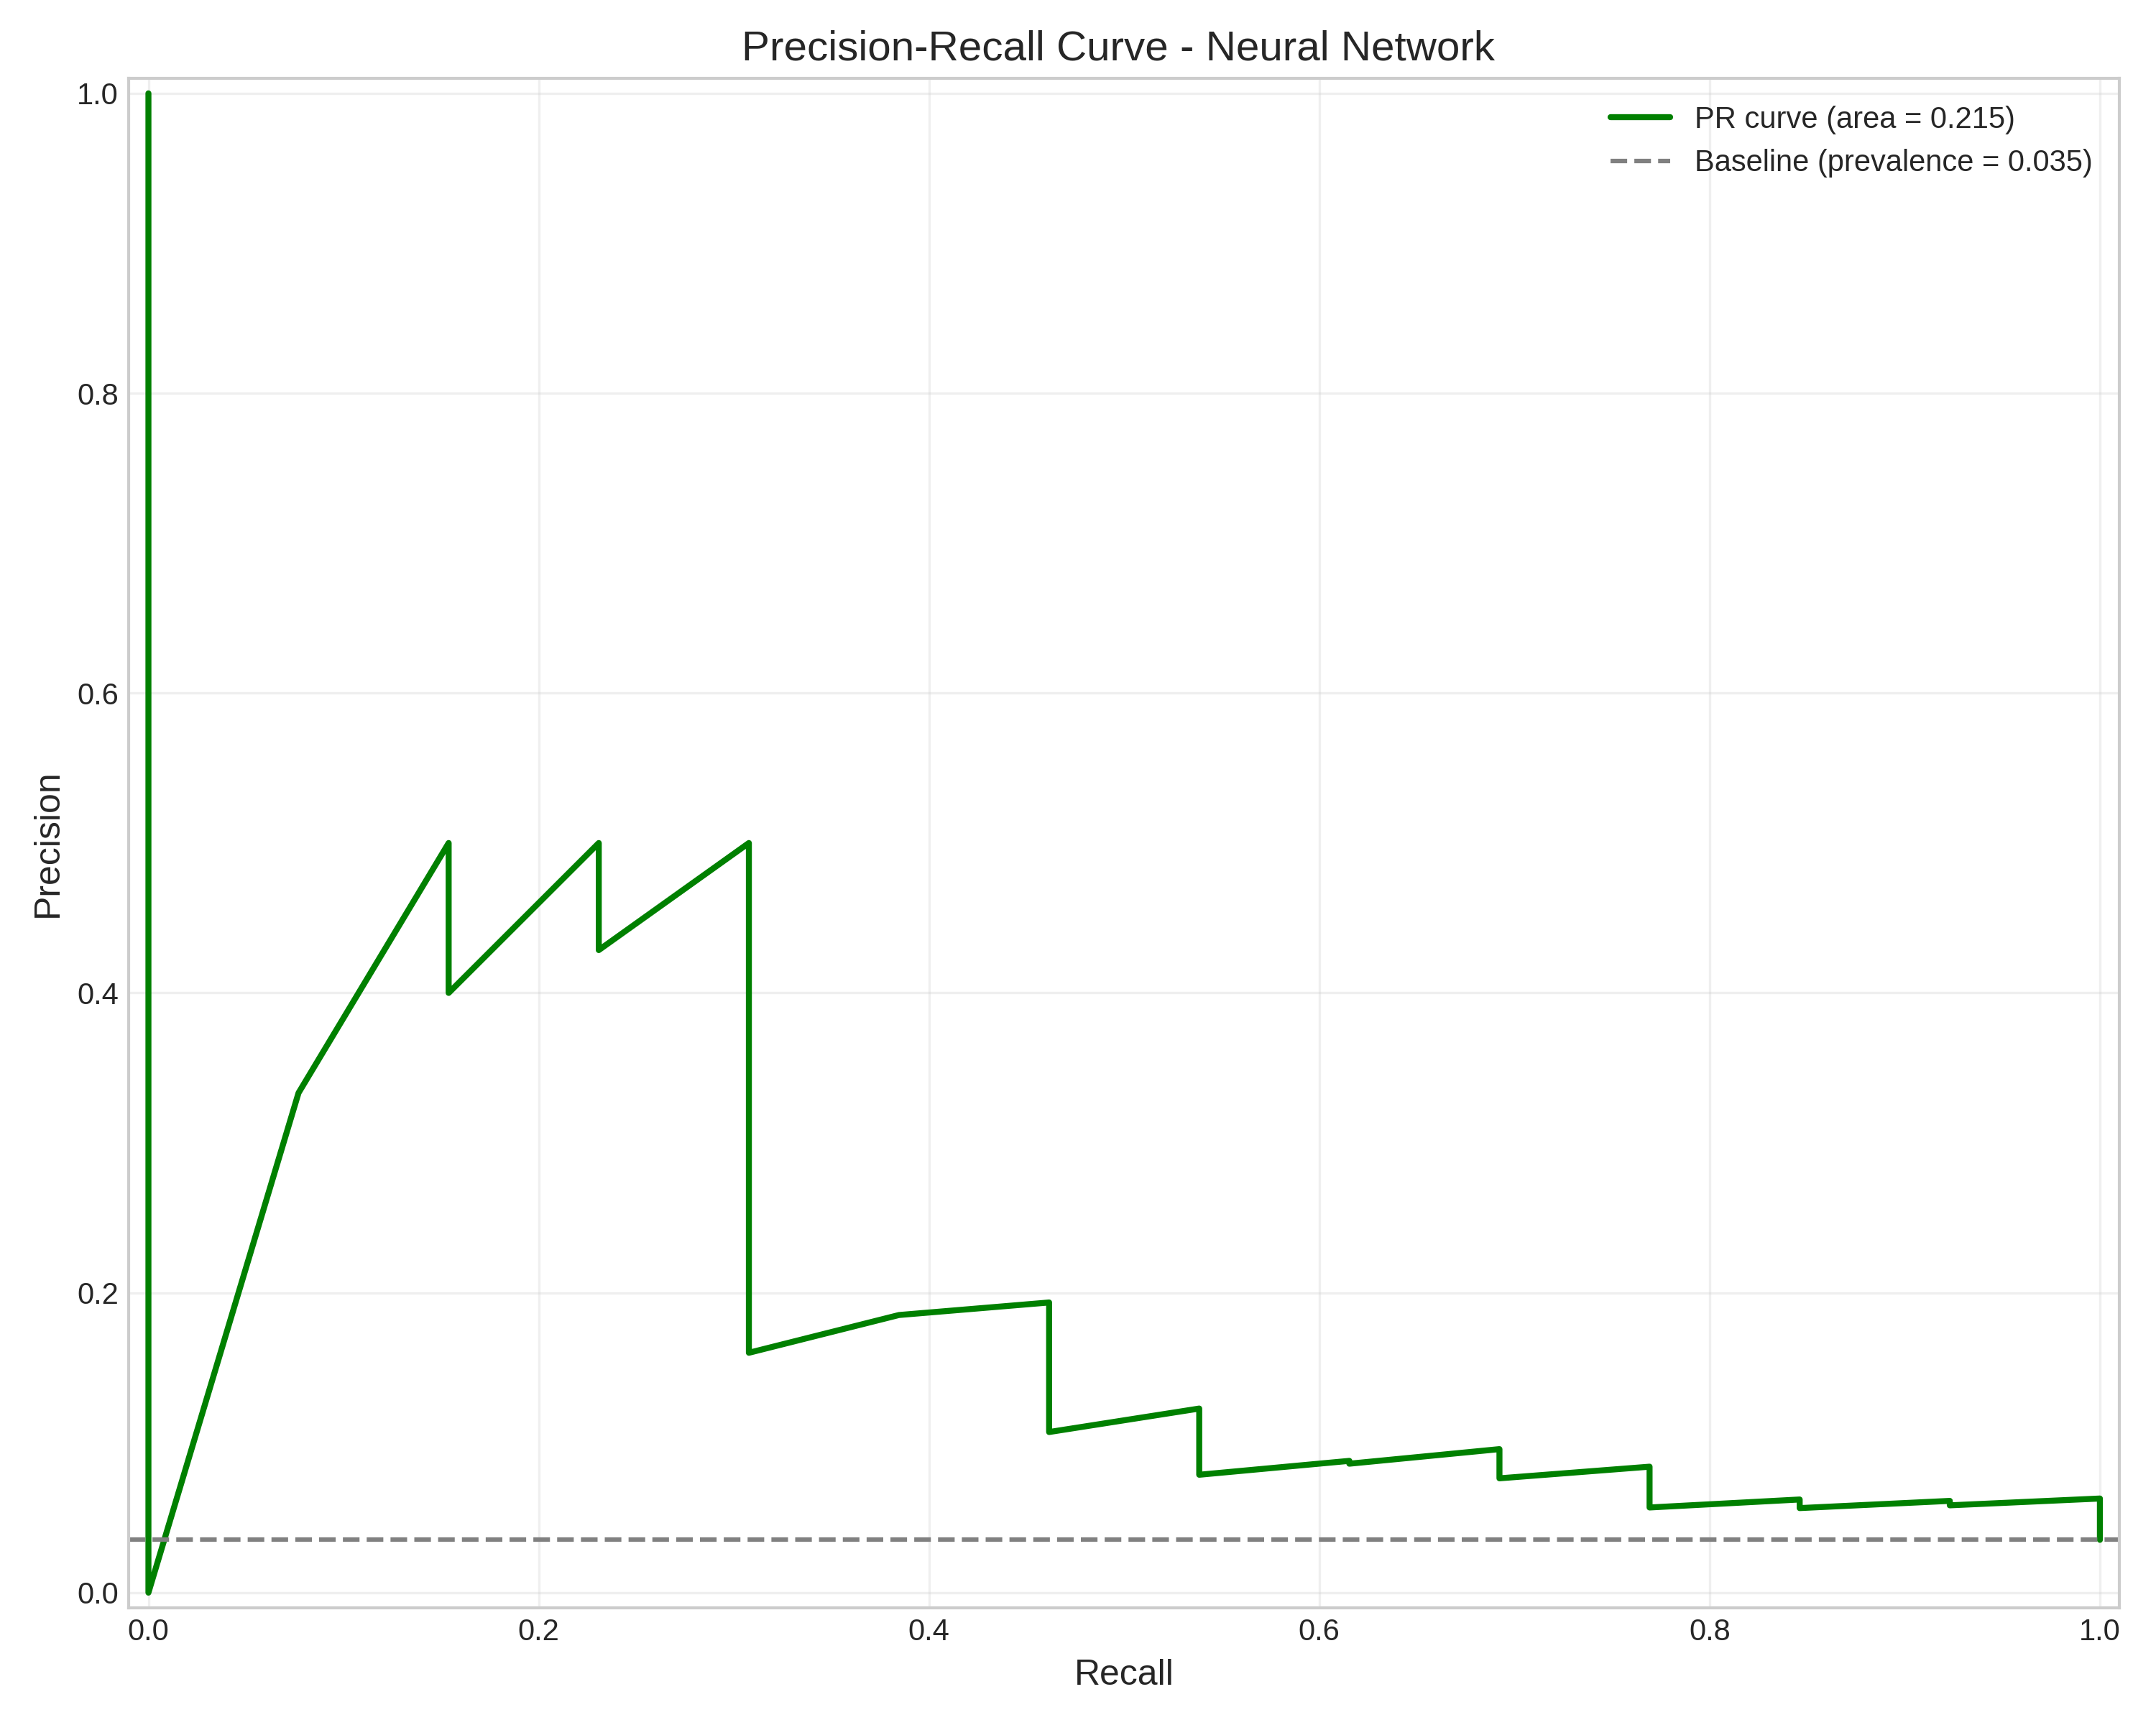 Precision-Recall Curve - Neural Network
PR curve (area = 0.215)
Baseline (prevalence = 0.035)
1.0
0.8
0.6
0.4
0.2
0.0
Precision
0.0 0.2 0.4 0.6 0.8 1.0
Recall